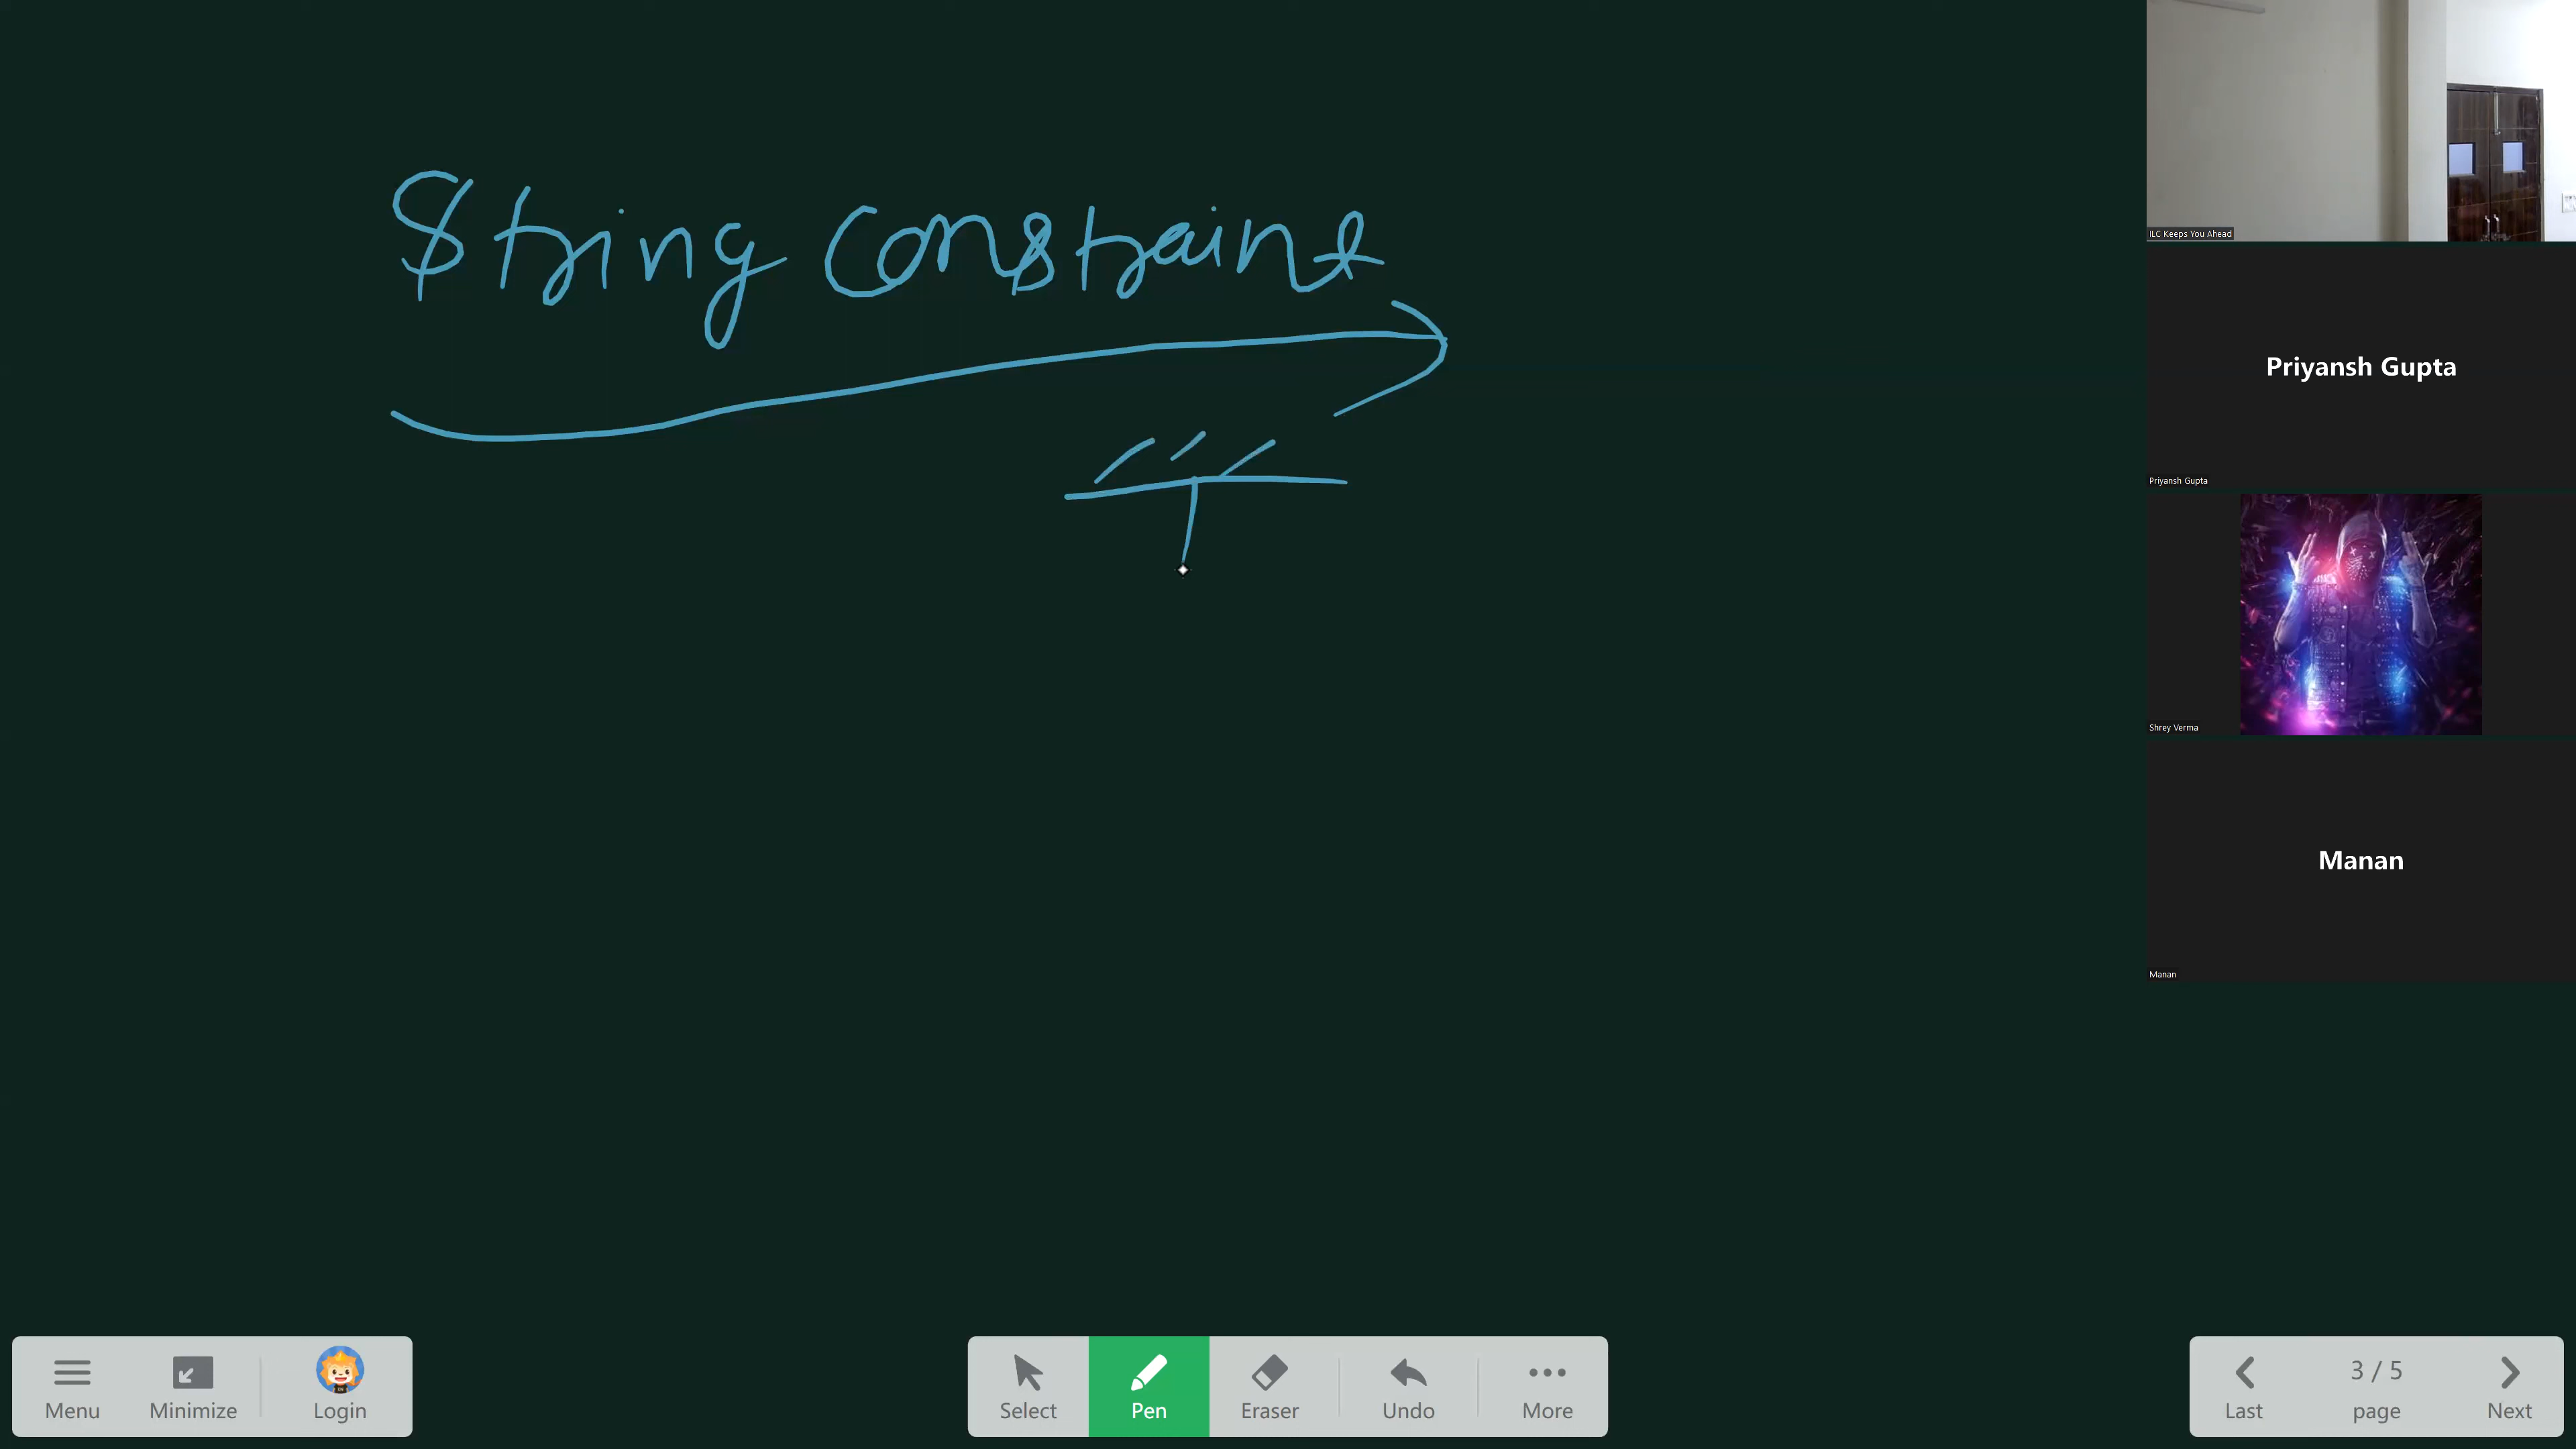 String Constraint
ILC Keeps You Ahead
Priyansh Gupta
Priyansh Gupta
Shrey Verma
Manan
Manan
Menu
Minimize
Login
Select
Pen
Eraser
Undo
More
Last
3 / 5
page
Next